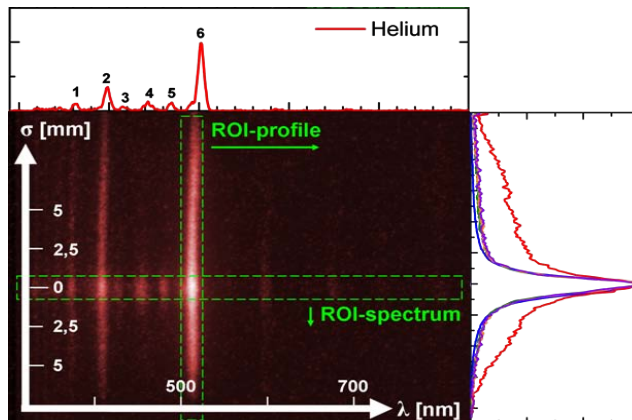 Helium
1 2 3 4 5 6
σ [mm]
ROI-profile
5
2,5
0
ROI-spectrum
2,5
5
500 700
λ [nm]